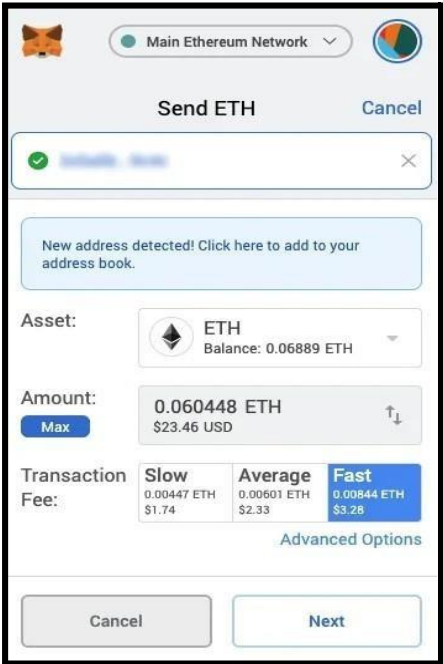 Main Ethereum Network
Send ETH
Cancel
New address detected! Click here to add to your
address book.
Asset:
ETH
Balance: 0.06889 ETH
Amount:
Max
0.060448 ETH
$23.46 USD
Transaction
Fee:
Slow
0.00447 ETH
$1.74
Average
0.00601 ETH
$2.33
Fast
0.00844 ETH
$3.28
Advanced Options
Cancel
Next